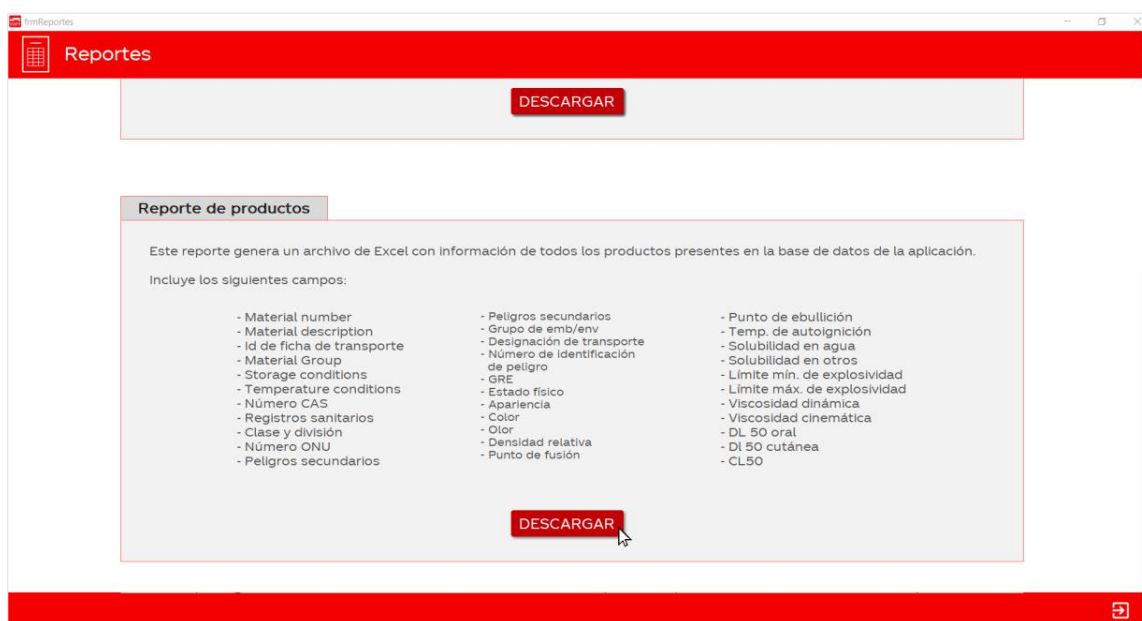 frmReportes
Reportes
DESCARGAR
Reporte de productos
Este reporte genera un archivo de Excel con información de todos los productos presentes en la base de datos de la aplicación.
Incluye los siguientes campos:
- Material number
- Material description
- Id de ficha de transporte
- Material Group
- Storage conditions
- Temperature conditions
- Número CAS
- Registros sanitarios
- Clase y división
- Número ONU
- Peligros secundarios
- Peligros secundarios
- Grupo de emb/env
- Designación de transporte
- Número de identificación
de peligro
- GRE
- Estado físico
- Apariencia
- Color
- Olor
- Densidad relativa
- Punto de fusión
- Punto de ebullición
- Temp. de autoignición
- Solubilidad en agua
- Solubilidad en otros
- Límite mín. de explosividad
- Límite máx. de explosividad
- Viscosidad dinámica
- Viscosidad cinemática
- DL 50 oral
- Dl 50 cutánea
- CL50
DESCARGAR